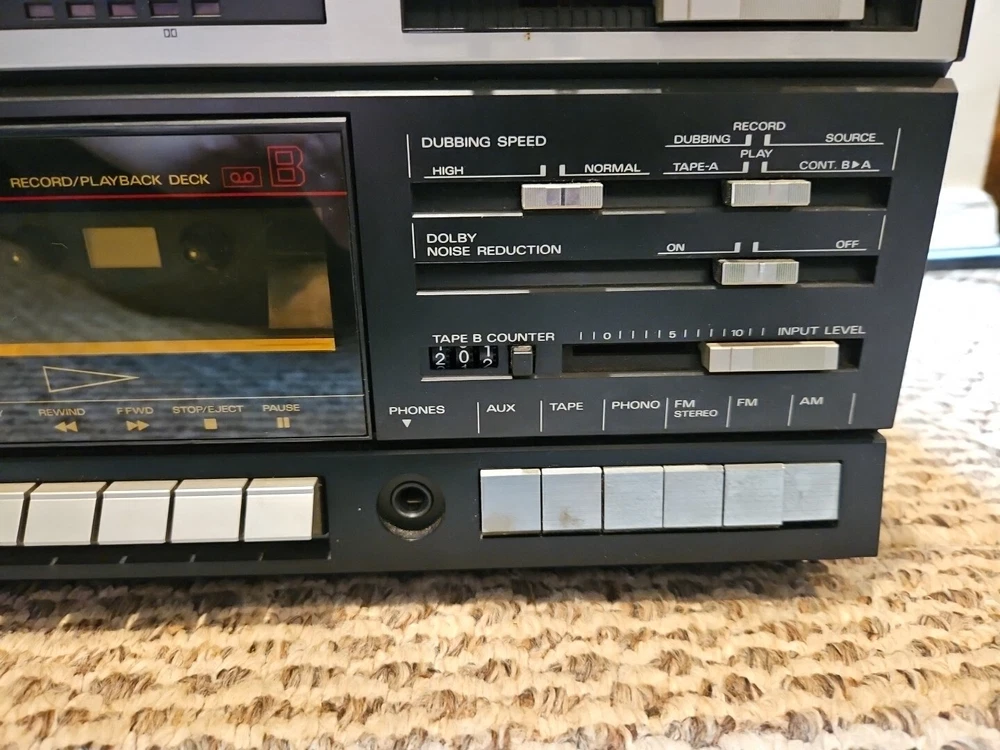 RECORD/PLAYBACK DECK B
DUBBING SPEED
HIGH NORMAL
RECORD
DUBBING SOURCE
PLAY
TAPE-A CONT. B▶A
DOLBY
NOISE REDUCTION
ON OFF
TAPE B COUNTER
0 5 10 INPUT LEVEL
2 0 1
REWIND FFWD STOP/EJECT PAUSE
PHONES
AUX
TAPE
PHONO
FM
STEREO
FM
AM